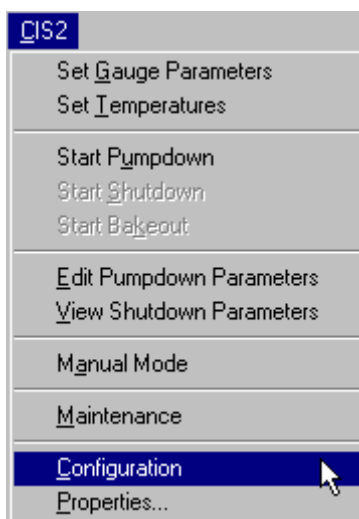 CIS2
Set Gauge Parameters
Set Temperatures
Start Pumpdown
Start Shutdown
Start Bakeout
Edit Pumpdown Parameters
View Shutdown Parameters
Manual Mode
Maintenance
Configuration
Properties...